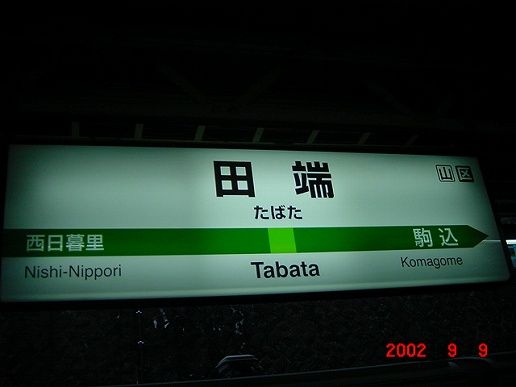 田端
山 区
たばた
西日暮里
駒込
Nishi-Nippori
Tabata
Komagome
2002 9 9